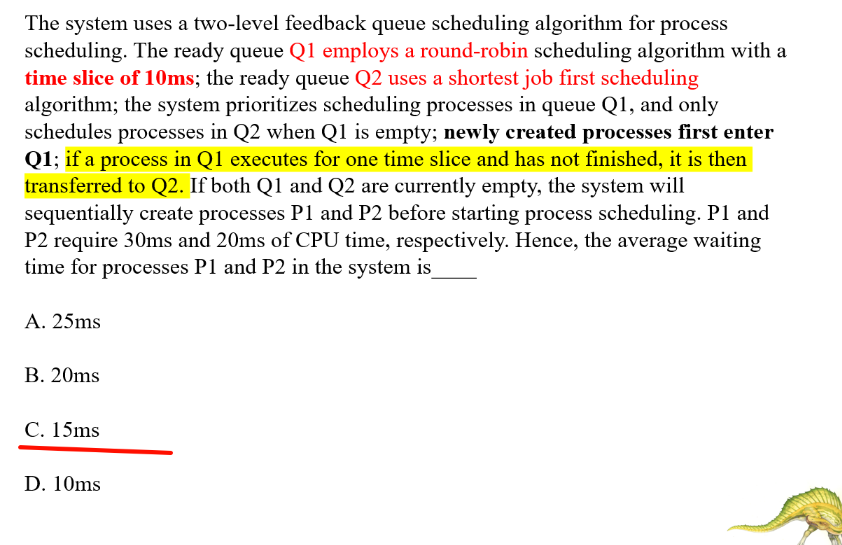 The system uses a two-level feedback queue scheduling algorithm for process
scheduling. The ready queue Q1 employs a round-robin scheduling algorithm with a
time slice of 10ms; the ready queue Q2 uses a shortest job first scheduling
algorithm; the system prioritizes scheduling processes in queue Q1, and only
schedules processes in Q2 when Q1 is empty; newly created processes first enter
Q1; if a process in Q1 executes for one time slice and has not finished, it is then
transferred to Q2. If both Q1 and Q2 are currently empty, the system will
sequentially create processes P1 and P2 before starting process scheduling. P1 and
P2 require 30ms and 20ms of CPU time, respectively. Hence, the average waiting
time for processes P1 and P2 in the system is____
A. 25ms
B. 20ms
C. 15ms
D. 10ms